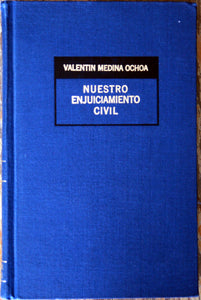 VALENTIN MEDINA OCHOA
NUESTRO
ENJUICIAMIENTO
CIVIL